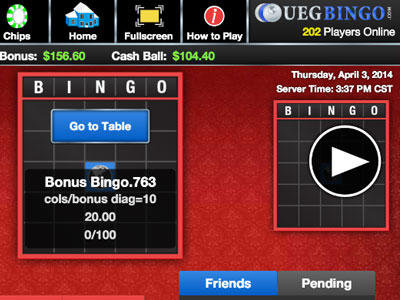 Chips
Home
Fullscreen
How to Play
UEGBINGO.COM
202 Players Online
Bonus: $156.60
Cash Ball: $104.40
Thursday, April 3, 2014
Server Time: 3:37 PM CST
B I N G O
Go to Table
Bonus Bingo.763
cols/bonus diag=10
20.00
0/100
B I N G O
Friends
Pending